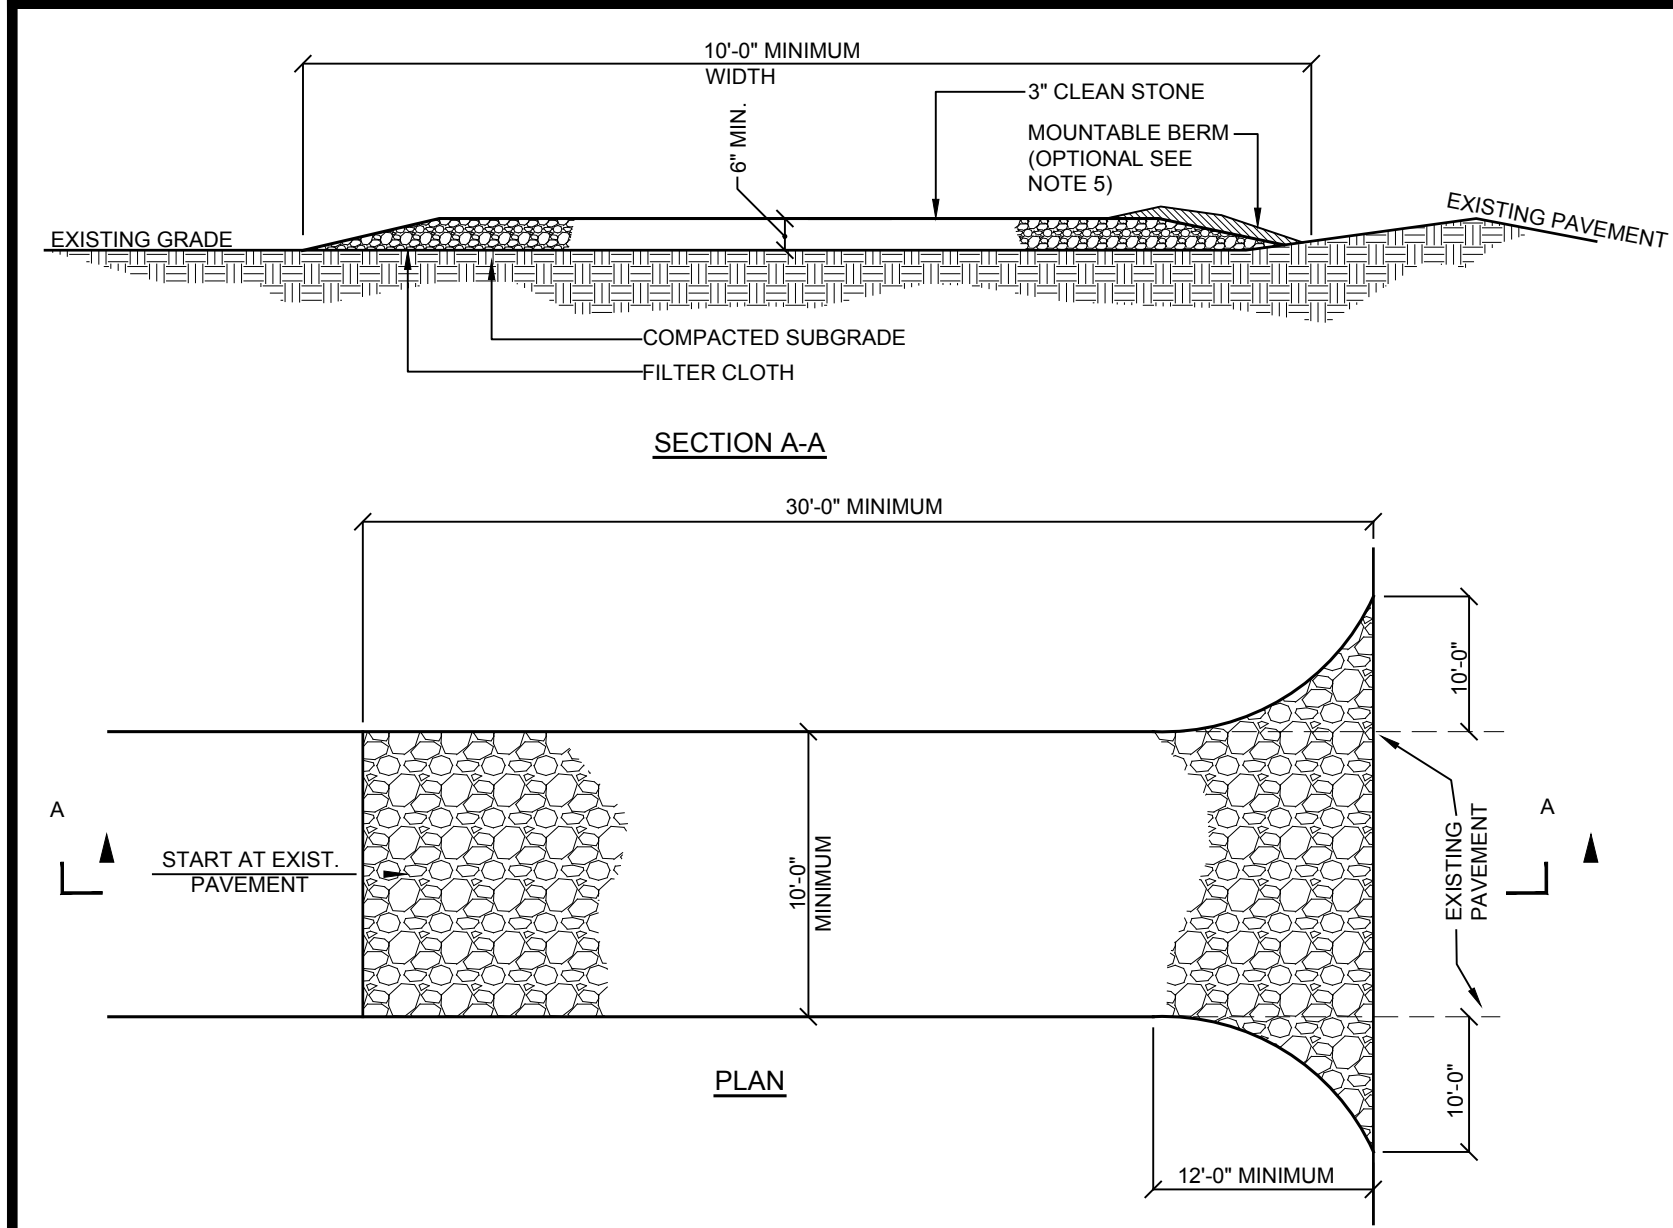 10'-0" MINIMUM
WIDTH
3" CLEAN STONE
6" MIN.
MOUNTABLE BERM
(OPTIONAL SEE
NOTE 5)
EXISTING GRADE
EXISTING PAVEMENT
COMPACTED SUBGRADE
FILTER CLOTH
SECTION A-A
30'-0" MINIMUM
10'-0"
A
A
START AT EXIST.
PAVEMENT
10'-0"
MINIMUM
EXISTING
PAVEMENT
PLAN
10'-0"
12'-0" MINIMUM